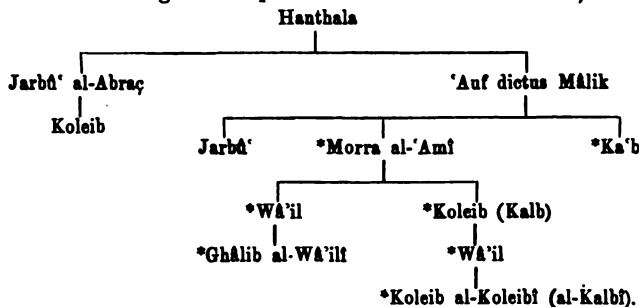 Hanthala
Jarbû‘ al-Abraç ‘Auf dictus Mâlik
Koleib
Jarbû‘ *Morra al-‘Amî *Ka‘b
*Wâ’il *Koleib (Kalb)
*Ghâlib al-Wâ’ilî *Wâ’il
*Koleib al-Koleibî (al-Kalbî).